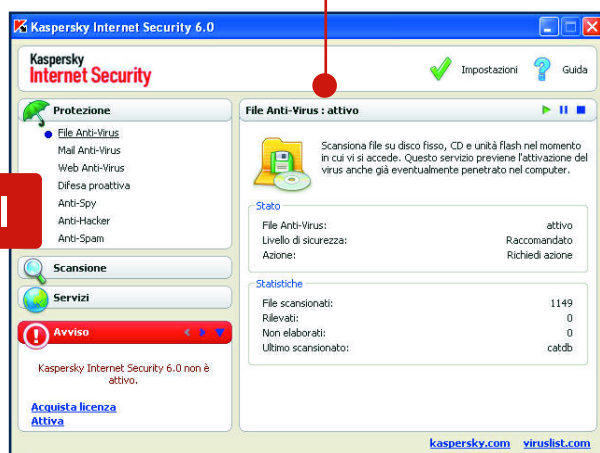 Kaspersky Internet Security 6.0
Kaspersky
Internet Security
Impostazioni
Guida
Protezione
File Anti-Virus
Mail Anti-Virus
Web Anti-Virus
Difesa proattiva
Anti-Spy
Anti-Hacker
Anti-Spam
Scansione
Servizi
Avviso
Kaspersky Internet Security 6.0 non è
attivo.
Acquista licenza
Attiva
File Anti-Virus : attivo
Scansiona file su disco fisso, CD e unità flash nel momento
in cui vi si accede. Questo servizio previene l'attivazione del
virus anche già eventualmente penetrato nel computer.
Stato
File Anti-Virus: attivo
Livello di sicurezza: Raccomandato
Azione: Richiedi azione
Statistiche
File scansionati: 1149
Rilevati: 0
Non elaborati: 0
Ultimo scansionato: catdb
kaspersky.com viruslist.com